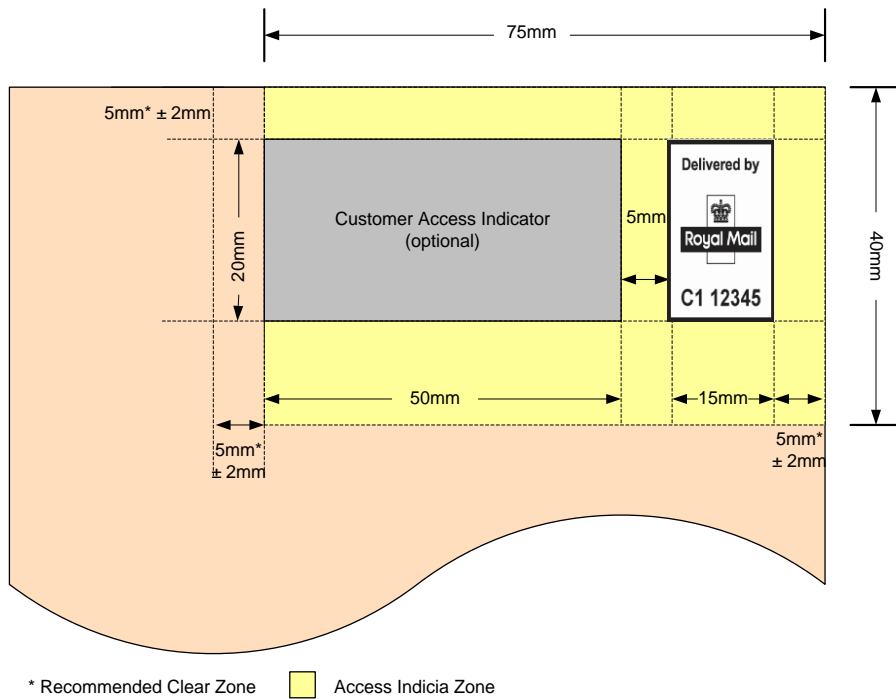 75mm
5mm* ± 2mm
Delivered by
Royal Mail
C1 12345
Customer Access Indicator
(optional)
5mm
20mm
40mm
50mm
15mm
5mm*
± 2mm
5mm*
± 2mm
* Recommended Clear Zone
Access Indicia Zone